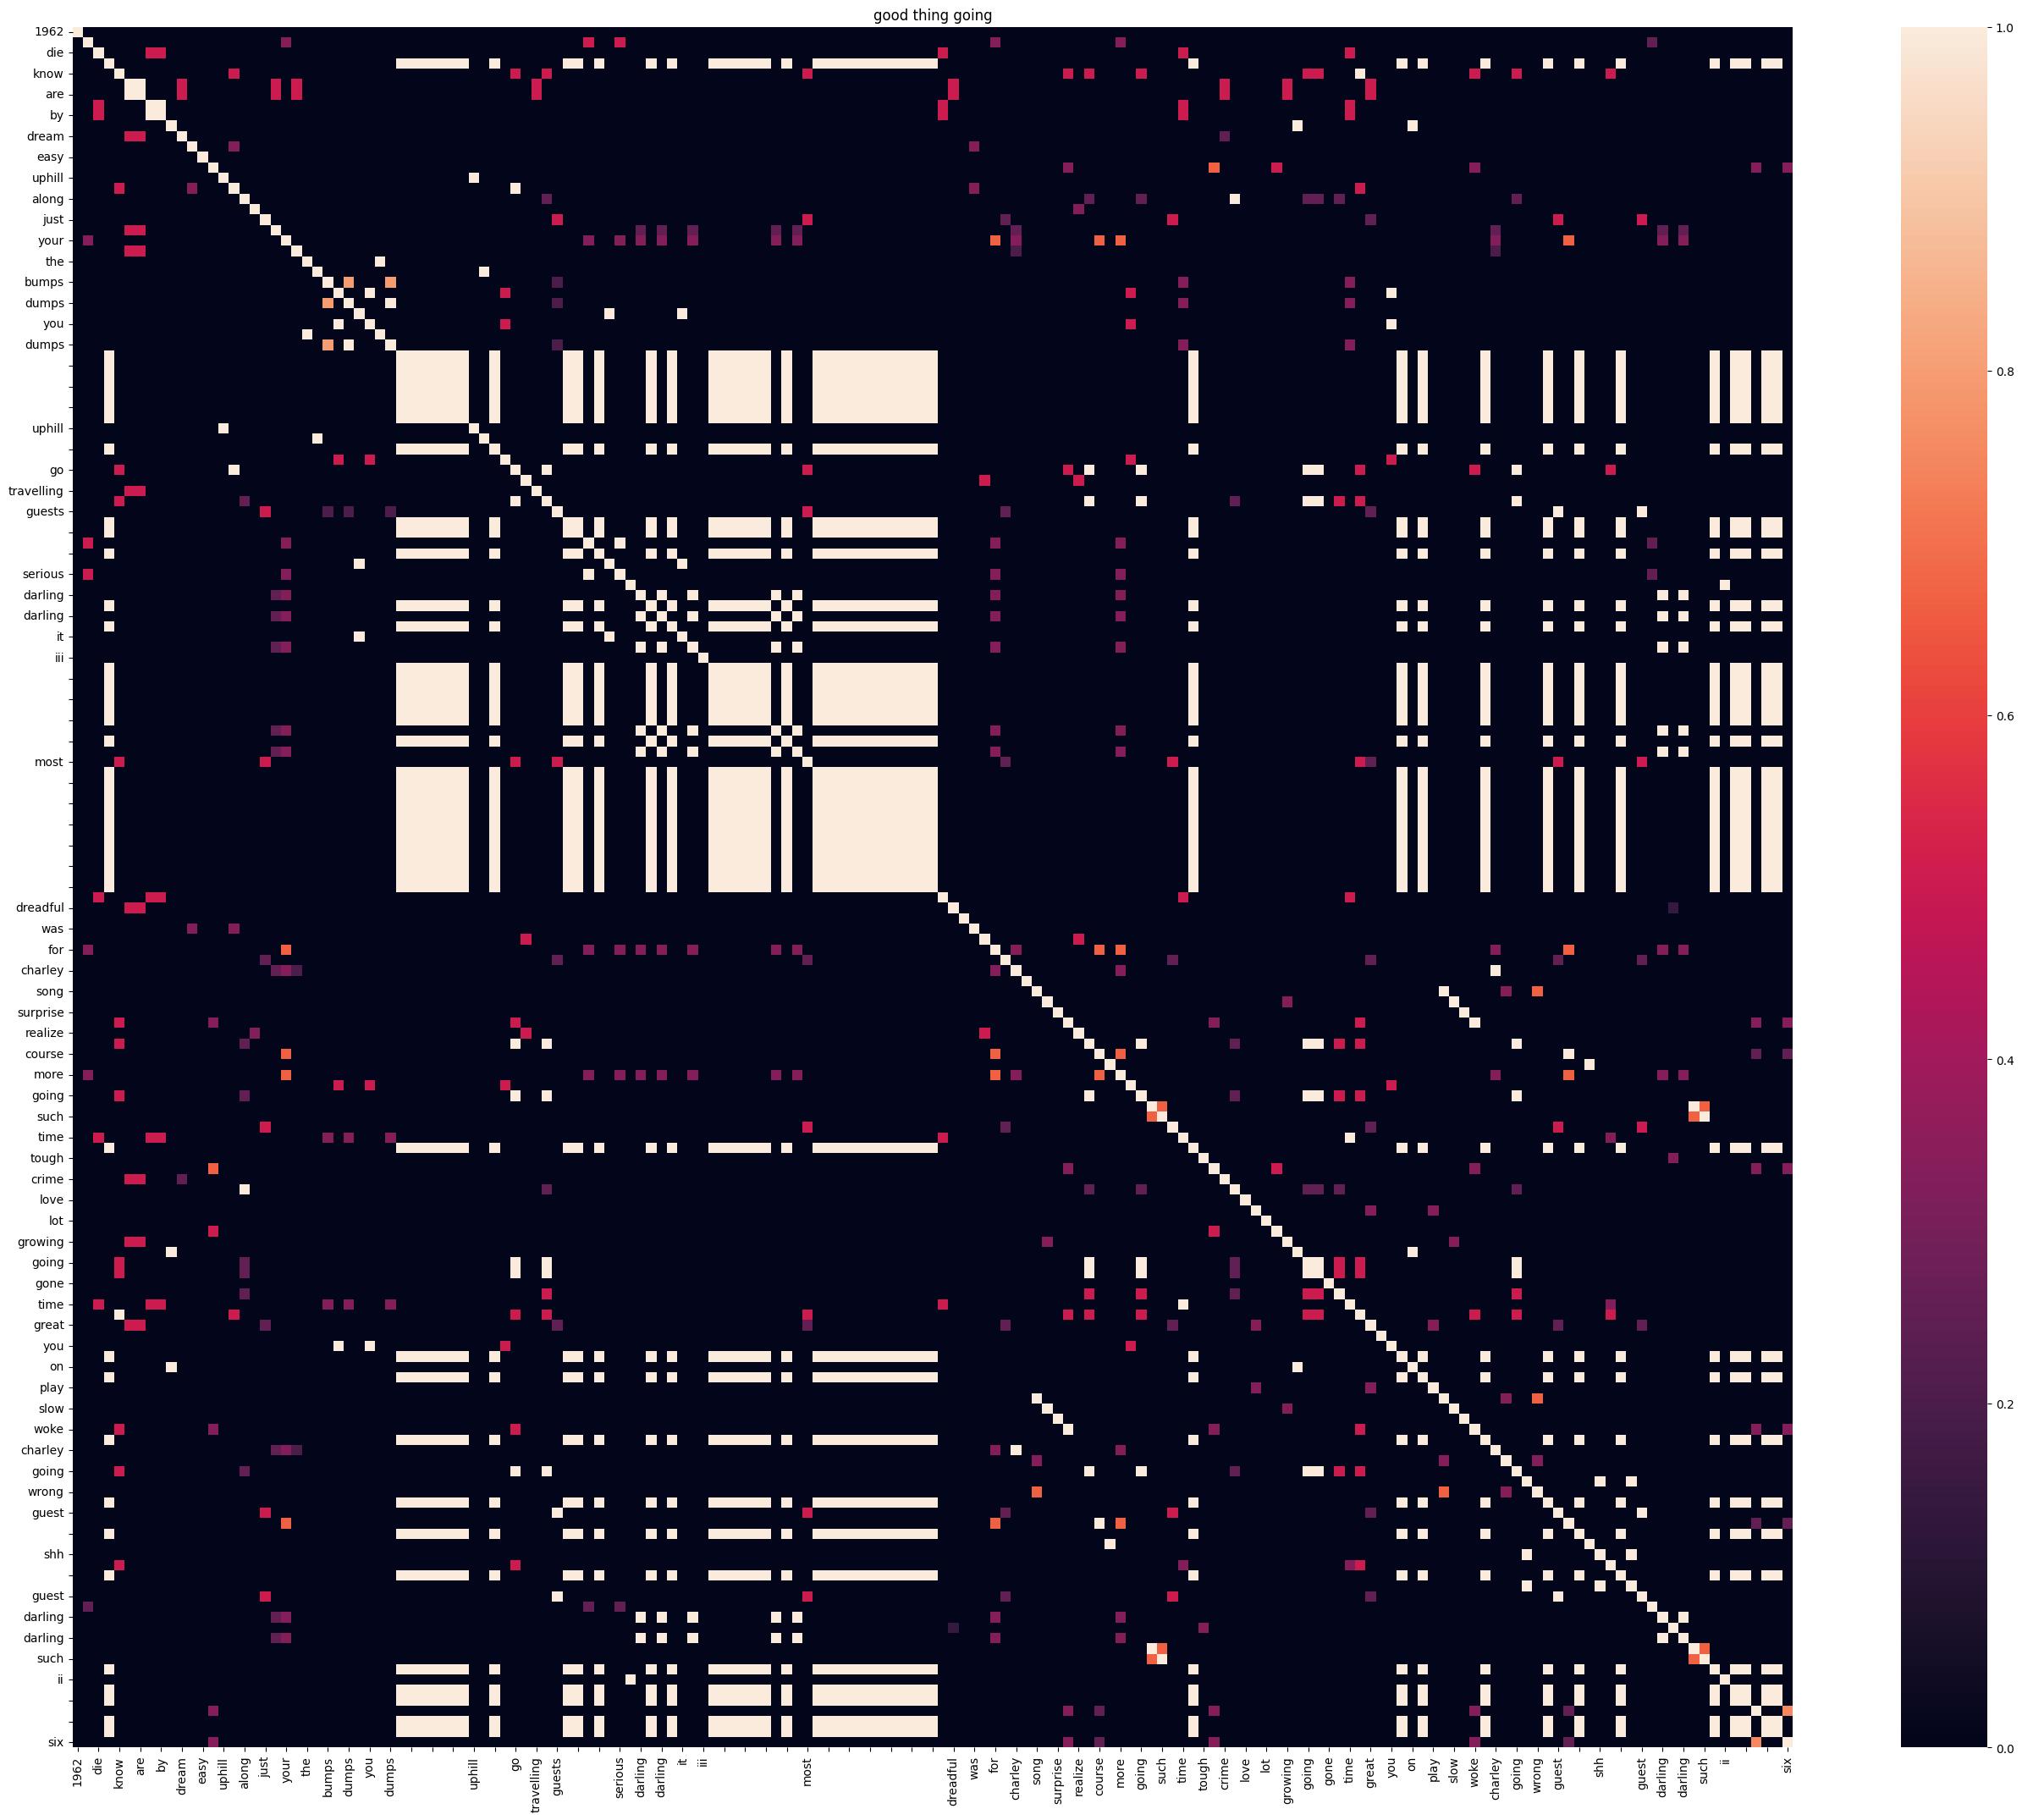 good thing going
1962
die
know
are
by
dream
easy
uphill
along
just
your
the
bumps
dumps
you
dumps
uphill
go
travelling
guests
serious
darling
darling
it
iii
most
dreadful
was
for
charley
song
surprise
realize
course
more
going
such
time
tough
crime
love
lot
growing
going
gone
time
great
you
on
play
slow
woke
charley
going
wrong
guest
shh
guest
darling
darling
such
ii
six
1962 die know are by dream easy uphill along just your the bumps dumps you dumps uphill go travelling guests serious darling darling it iii most dreadful was for charley song surprise realize course more going such time tough crime love lot growing going gone time great you on play slow woke charley going wrong guest shh guest darling darling such ii six
1.0
0.8
0.6
0.4
0.2
0.0